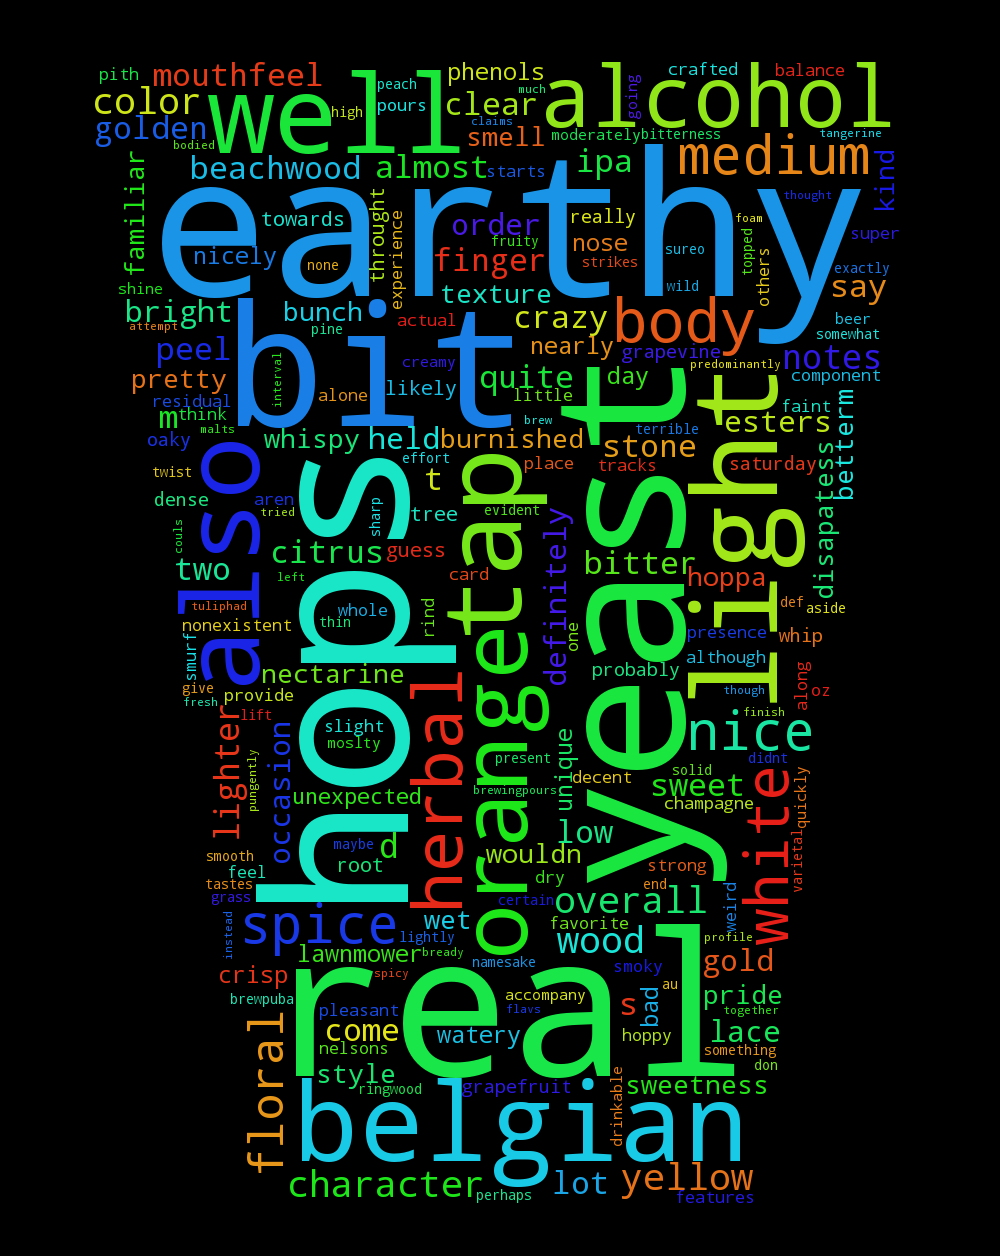 pith
mouthfeel
phenols
crafted
balance
peach
high
much
going
alcohol
color
well
pours
clear
golden
claims
smell
moderately
bitterness
tangerine
bodied
beachwood
almost
starts
ipa
medium
kind
familiar
earthy
thought
towards
throught
experience
order
really
foam
topped
super
fruity
nicely
none
finger
nose
strikes
sureo
wild
others
exactly
shine
texture
say
bright
bunch
actual
crazy
body
beer
attempt
pine
somewhat
peel
bit
creamy
nearly
grapevine
predominantly
notes
interval
pretty
likely
quite
day
component
residual
alone
little
light
faint
m
think
malts
brew
terrible
esters
betterm
oaky
also
whispy
held
burnished
stone
effort
twist
t
place
tracks
saturday
disapatess
dense
aren
tried
hops
sharp
tree
evident
tap
yeast
couls
citrus
guess
definitely
bitter
two
left
card
hoppa
tuliphad
whole
thin
rind
one
def
aside
nonexistent
presence
whip
smurf
nectarine
herbal
orange
probably
although
give
provide
though
along
oz
fresh
lighter
lift
slight
moslty
unique
nice
finish
occasion
present
solid
didnt
pungently
unexpected
brewingpours
decent
sweet
champagne
white
quickly
maybe
d
low
varietal
smooth
root
wouldn
strong
feel
tastes
dry
end
grass
certain
overall
weird
instead
spice
lightly
wet
favorite
profile
lawnmower
bready
wood
crisp
spicy
namesake
smoky
gold
brewpuba
real
accompany
au
pleasant
flavs
s
bad
pride
together
floral
come
watery
hoppy
lace
nelsons
something
style
don
ringwood
grapefruit
drinkable
sweetness
belgian
character
perhaps
lot
yellow
features